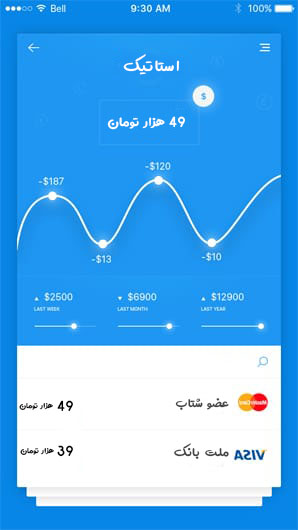 Bell 9:30 AM 100%
استاتیک
$
49 هزار تومان
-$120
-$187
-$13
-$10
$2500 $6900 $12900
LAST WEEK LAST MONTH LAST YEAR
عضو شتاب
49 هزار تومان
VISA ملت بانک
39 هزار تومان